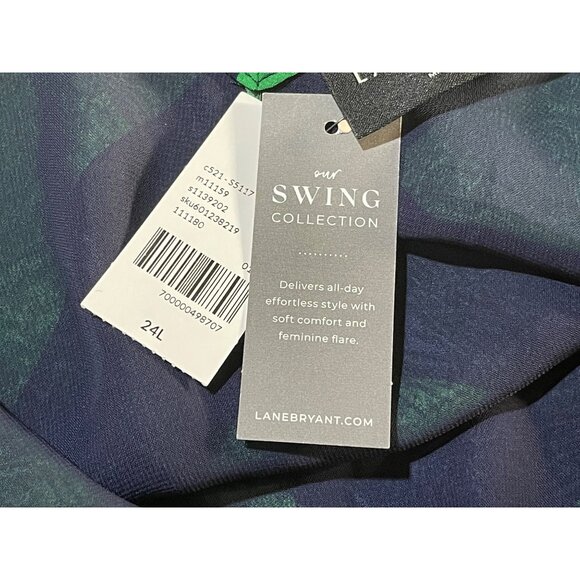 c521-55117
m11159
s1139202
sku601238219
111180
700000498707
24L
our
SWING
COLLECTION
Delivers all-day
effortless style with
soft comfort and
feminine flare.
LANEBRYANT.COM